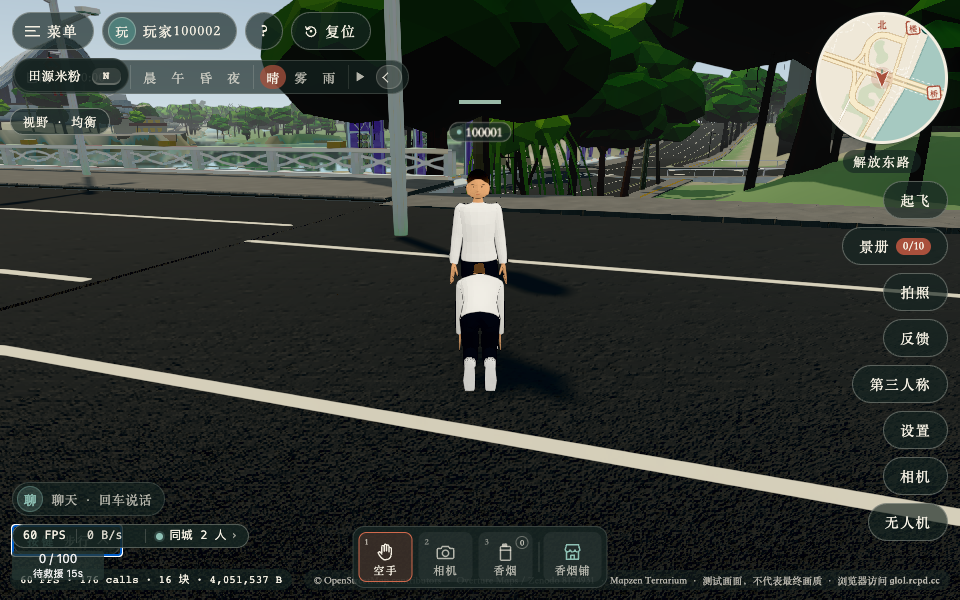 菜单
玩 玩家100002
?
复位
北
桥
田源米粉 N
晨 午 昏 夜 晴 雾 雨
视野 · 均衡
100001
解放东路
起飞
景册 0/10
拍照
反馈
第三人称
设置
相机
无人机
聊 聊天 · 回车说话
60 FPS 0 B/s 同城 2 人 ›
0 / 100
待救援 15s
176 calls · 16 块 · 4,051,537 B
1 空手
2 相机
3 0 香烟
香烟铺
© OpenSt
Mapzen Terrarium · 测试画面，不代表最终画质 · 浏览器访问 glol.rcpd.cc